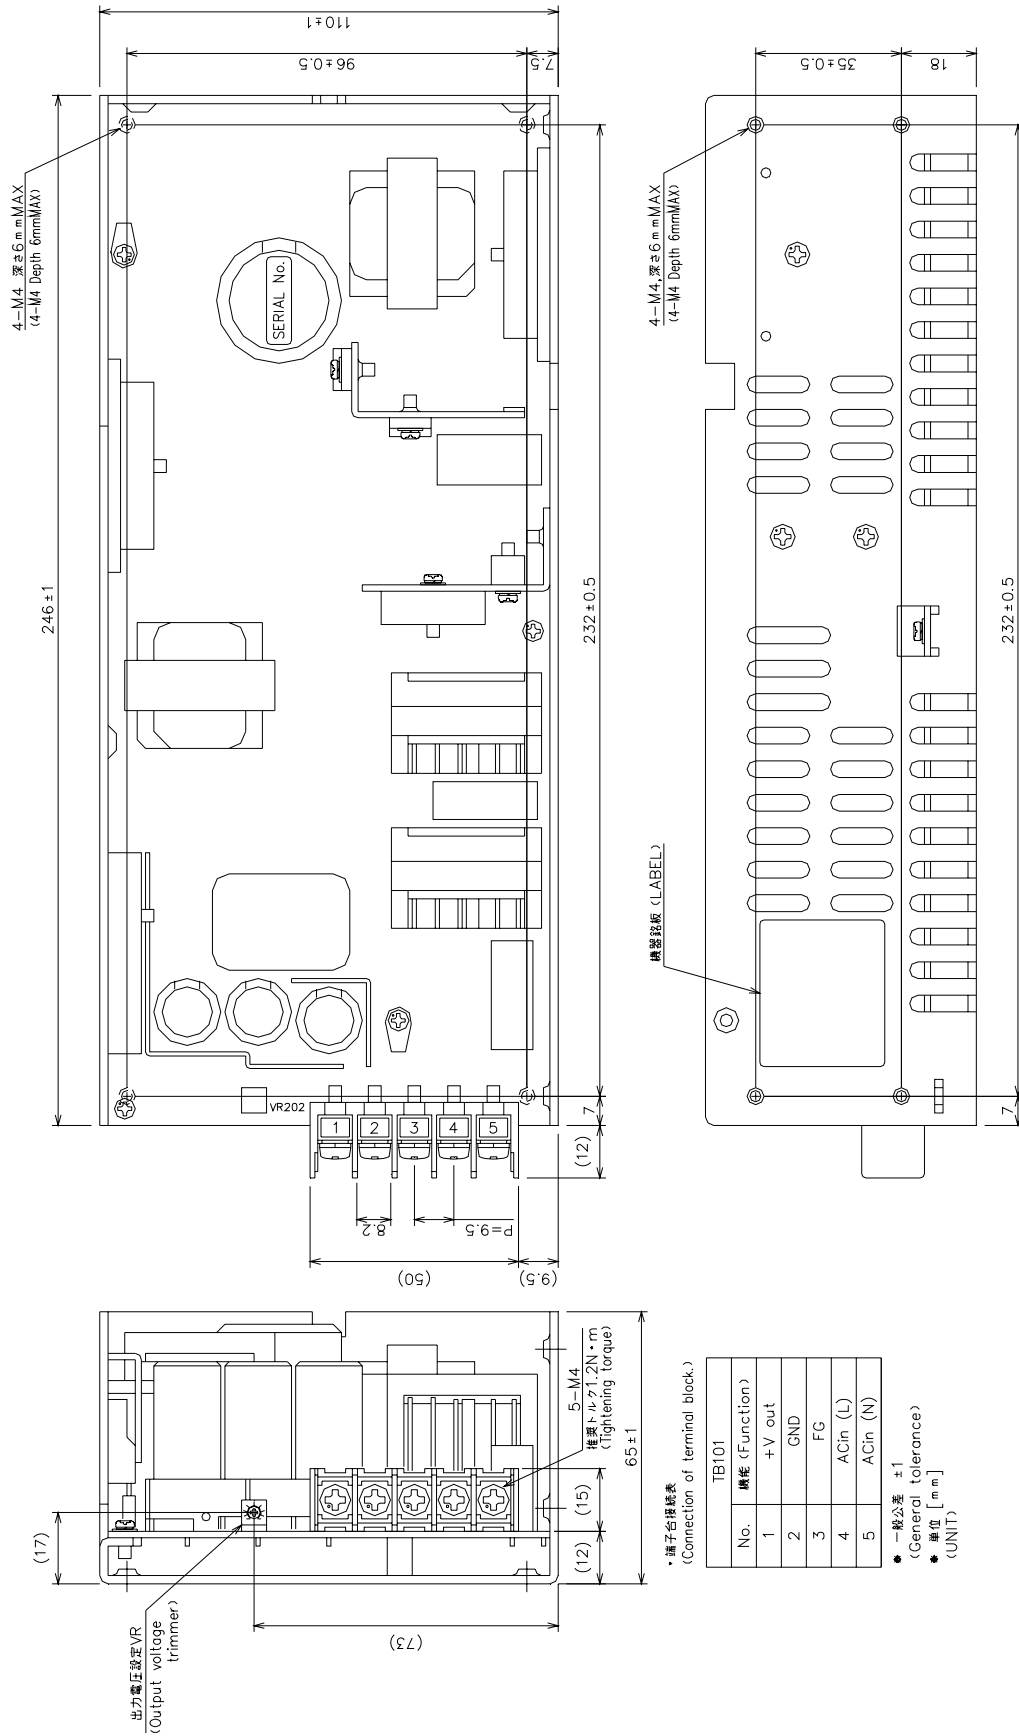 110±1
96±0.5
7.5
4-M4 深さ6mmMAX
(4-M4 Depth 6mmMAX)
SERIAL No.
246±1
232±0.5
VR202
1
2
3
4
5
7
(12)
8.2
P=9.5
(50)
(9.5)
35±0.5
18
4-M4,深さ6mmMAX
(4-M4 Depth 6mmMAX)
232±0.5
機器銘板 (LABEL)
7
(17)
5-M4
推奨トルク1.2N・m
(Tightening torque)
65±1
(15)
(12)
(73)
出力電圧設定VR
(Output voltage
trimmer)
・端子台接続表
(Connection of terminal block.)
TB101
No. 機能 (Function)
1 +V out
2 GND
3 FG
4 ACin (L)
5 ACin (N)
● 一般公差 ±1
(General tolerance)
● 単位 [mm]
(UNIT)